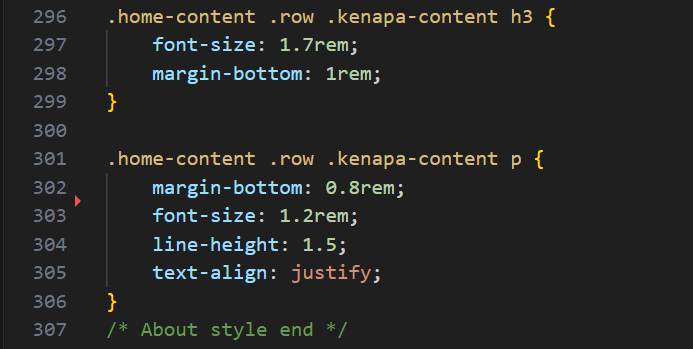 296 .home-content .row .kenapa-content h3 {
297     font-size: 1.7rem;
298     margin-bottom: 1rem;
299 }
300
301 .home-content .row .kenapa-content p {
302     margin-bottom: 0.8rem;
303     font-size: 1.2rem;
304     line-height: 1.5;
305     text-align: justify;
306 }
307 /* About style end */